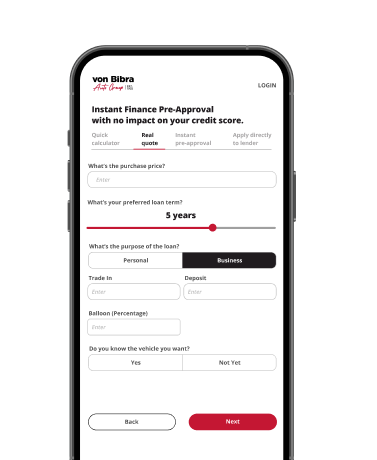 von Bibra
Auto Group
LOGIN
Instant Finance Pre-Approval
with no impact on your credit score.
Quick
calculator
Real
quote
Instant
pre-approval
Apply directly
to lender
What's the purchase price?
Enter
What's your preferred loan term?
5 years
What's the purpose of the loan?
Personal
Business
Trade In
Deposit
Enter
Enter
Balloon (Percentage)
Enter
Do you know the vehicle you want?
Yes
Not Yet
Back
Next